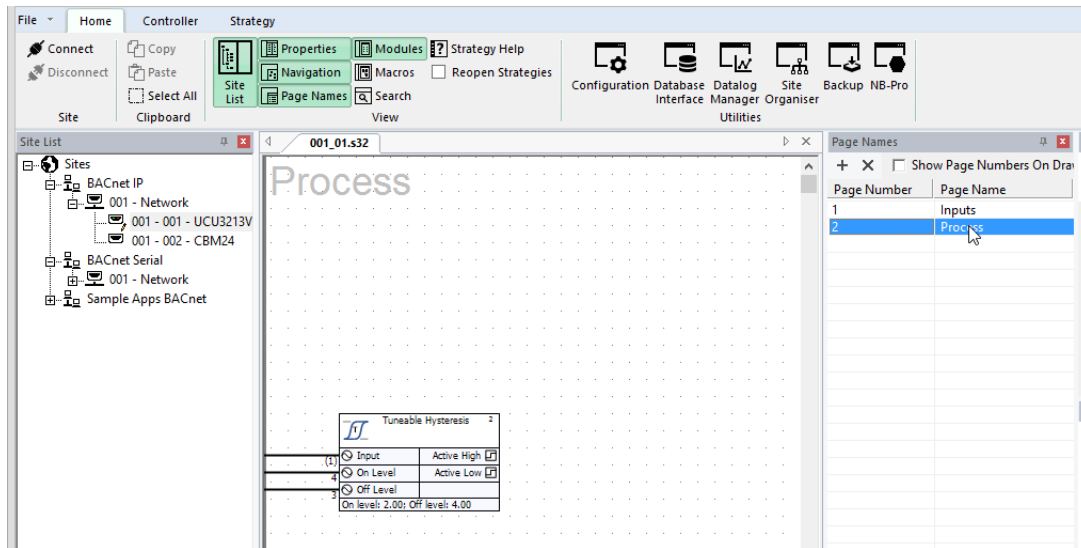 File Home Controller Strategy
Connect Copy Properties Modules ? Strategy Help
Disconnect Paste Navigation Macros Reopen Strategies
Select All Site List Page Names Search
Configuration Database Interface Datalog Manager Site Organiser Backup NB-Pro
Site Clipboard View Utilities
Site List 001_01.s32 Page Names
Sites
BACnet IP
001 - Network
001 - 001 - UCU3213V
001 - 002 - CBM24
BACnet Serial
001 - Network
Sample Apps BACnet
Process
Tuneable Hysteresis 2
(1) Input Active High
4 On Level Active Low
3 Off Level
On level: 2.00; Off level: 4.00
Show Page Numbers On Dra
Page Number Page Name
1 Inputs
2 Process